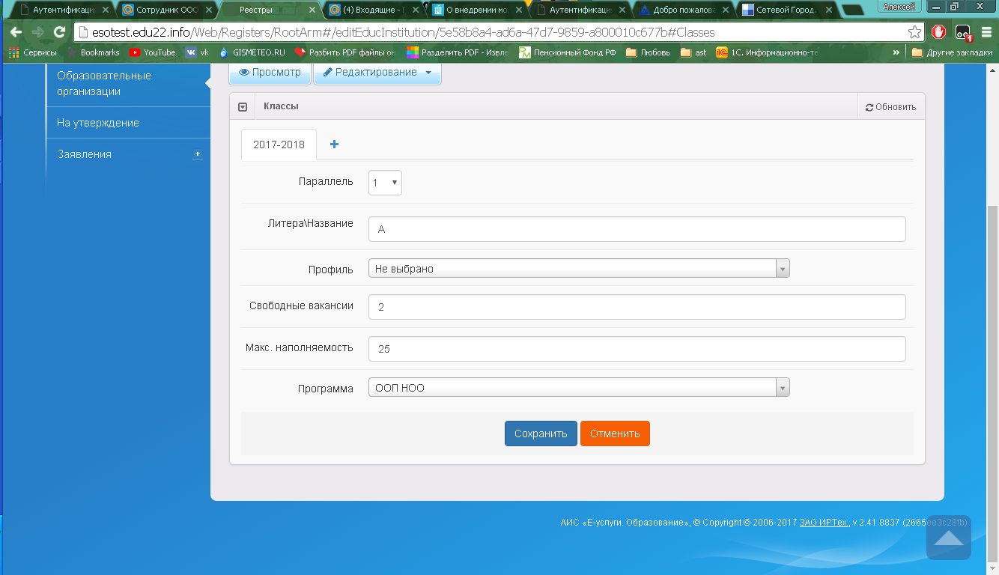 Аутентификаци
Сотрудник ООО
Реестры
(4) Входящие - П
О внедрении мо
Аутентификаци
Добро пожалова
Сетевой Город.
Алексей
esotest.edu22.info/Web/Registers/RootArm#/editEducInstitution/5e58b8a4-ad6a-47d7-9859-a800010c677b#Classes
1
Сервисы
Bookmarks
YouTube
vk
GISMETEO.RU
Разбить PDF файлы он
Разделить PDF - Извле
Пенсионный Фонд РФ
Любовь
ast
1С. Информационно-те
»
Другие закладки
Образовательные
организации
На утверждение
Заявления
Просмотр
Редактирование
Классы
Обновить
2017-2018
Параллель
1
Литера\Название
А
Профиль
Не выбрано
Свободные вакансии
2
Макс. наполняемость
25
Программа
ООП НОО
Сохранить
Отменить
АИС «Е-услуги. Образование», © Copyright © 2006-2017 ЗАО ИРТех., v.2.41.8837 (2665ee3c28fb)